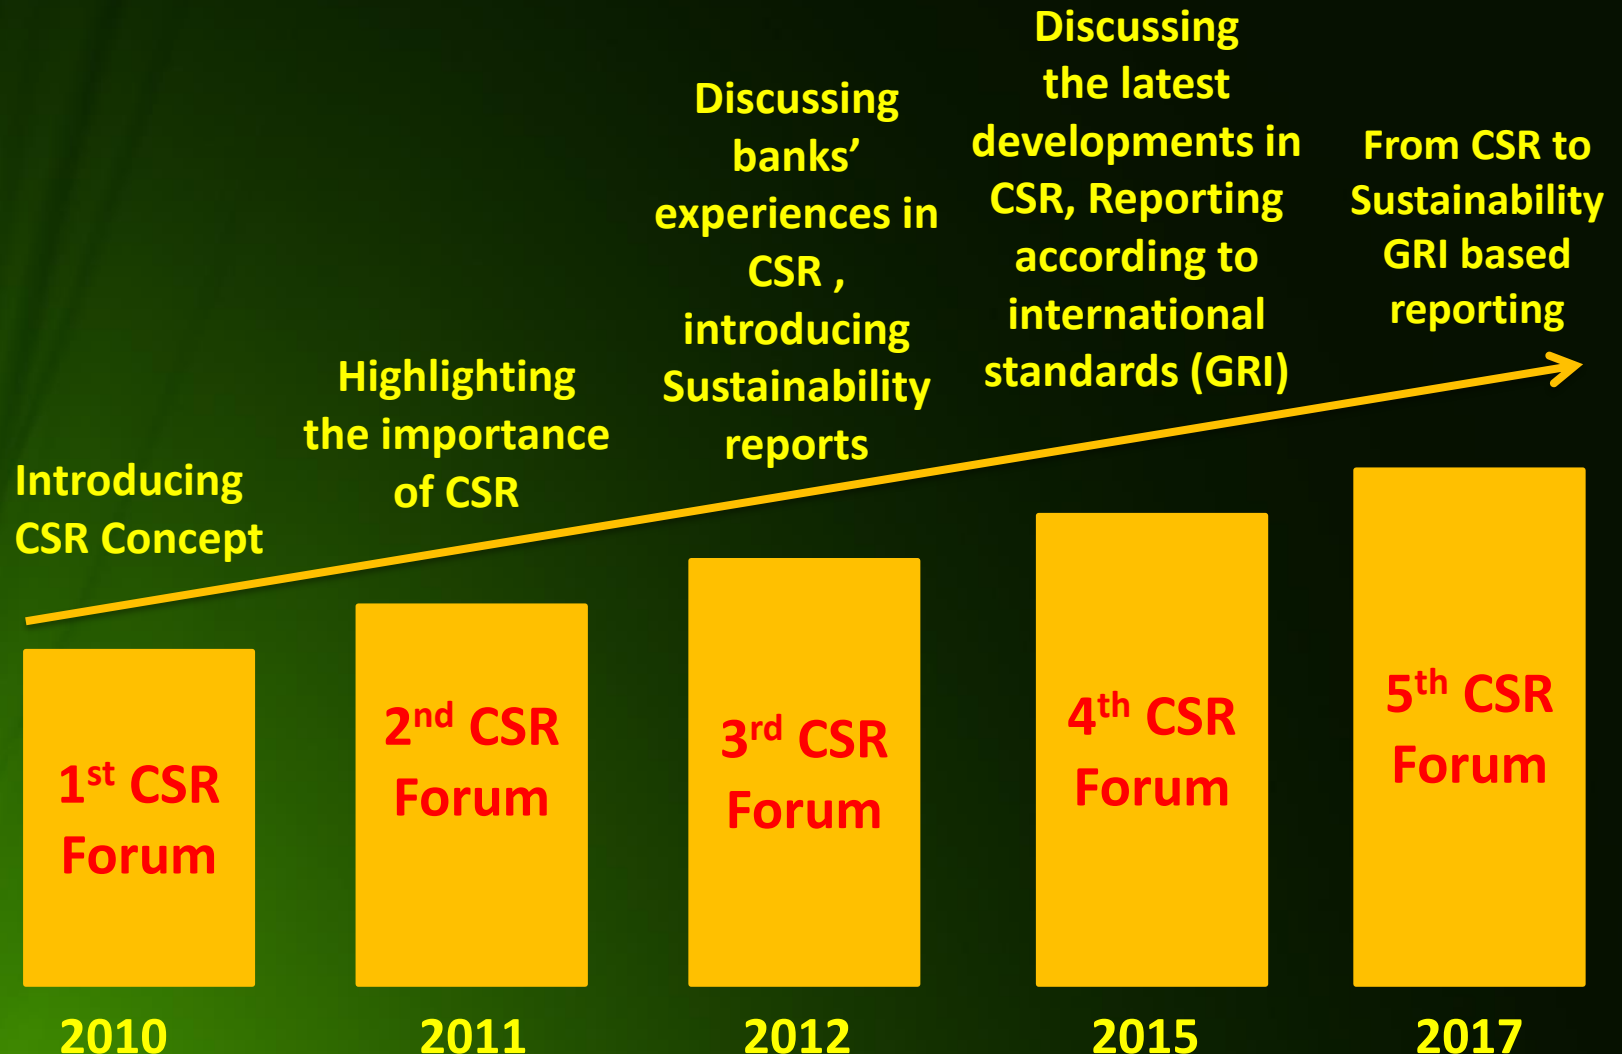 Introducing
CSR Concept
Highlighting
the importance
of CSR
Discussing
banks’
experiences in
CSR ,
introducing
Sustainability
reports
Discussing
the latest
developments in
CSR, Reporting
according to
international
standards (GRI)
From CSR to
Sustainability
GRI based
reporting
1st CSR
Forum
2nd CSR
Forum
3rd CSR
Forum
4th CSR
Forum
5th CSR
Forum
2010
2011
2012
2015
2017